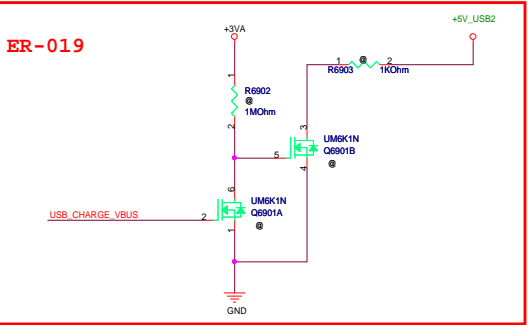 +5V_USB2
ER-019
+3VA
1
@
2
R6903
1KOhm
1
R6902
@
1MOhm
2
3
UM6K1N
Q6901B
5
@
4
6
UM6K1N
Q6901A
USB_CHARGE_VBUS
2
@
1
GND